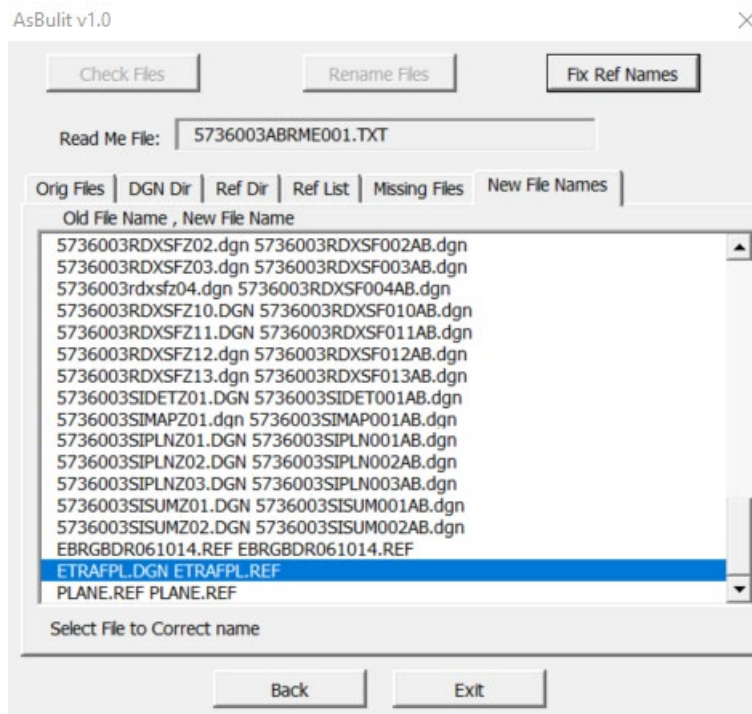 AsBulit v1.0
Check Files Rename Files Fix Ref Names
Read Me File: 5736003ABRME001.TXT
Orig Files DGN Dir Ref Dir Ref List Missing Files New File Names
Old File Name , New File Name
5736003RDXSFZ02.dgn 5736003RDXSF002AB.dgn
5736003RDXSFZ03.dgn 5736003RDXSF003AB.dgn
5736003rdxsfz04.dgn 5736003RDXSF004AB.dgn
5736003RDXSFZ10.DGN 5736003RDXSF010AB.dgn
5736003RDXSFZ11.DGN 5736003RDXSF011AB.dgn
5736003RDXSFZ12.dgn 5736003RDXSF012AB.dgn
5736003RDXSFZ13.dgn 5736003RDXSF013AB.dgn
5736003SIDETZ01.DGN 5736003SIDET001AB.dgn
5736003SIMAPZ01.dgn 5736003SIMAP001AB.dgn
5736003SIPLNZ01.DGN 5736003SIPLN001AB.dgn
5736003SIPLNZ02.DGN 5736003SIPLN002AB.dgn
5736003SIPLNZ03.DGN 5736003SIPLN003AB.dgn
5736003SISUMZ01.DGN 5736003SISUM001AB.dgn
5736003SISUMZ02.DGN 5736003SISUM002AB.dgn
EBRGBDR061014.REF EBRGBDR061014.REF
ETRAFPL.DGN ETRAFPL.REF
PLANE.REF PLANE.REF
Select File to Correct name
Back Exit